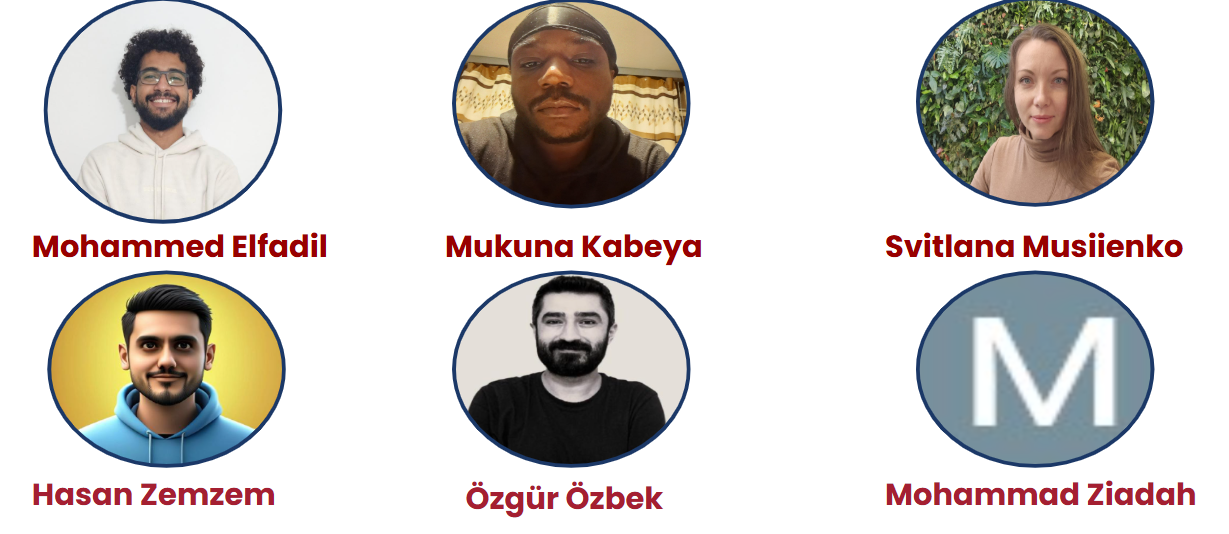 Mohammed Elfadil
Mukuna Kabeya
Svitlana Musiienko
M
Hasan Zemzem
Özgür Özbek
Mohammad Ziadah